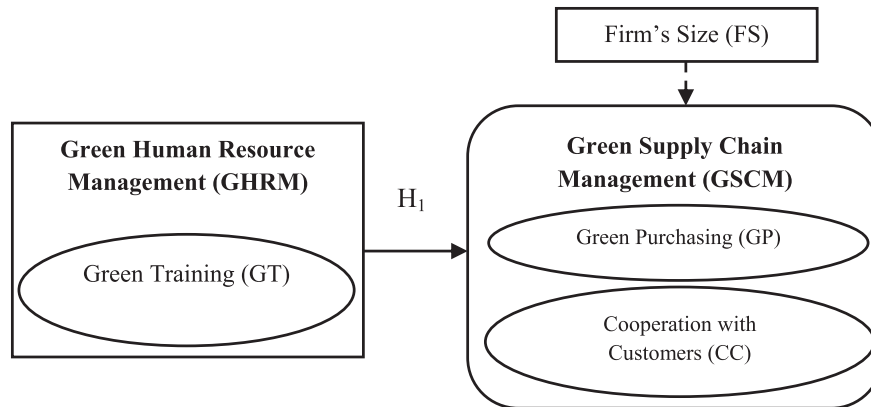 Firm's Size (FS)
Green Human Resource
Management (GHRM)
Green Training (GT)
H1
Green Supply Chain
Management (GSCM)
Green Purchasing (GP)
Cooperation with
Customers (CC)